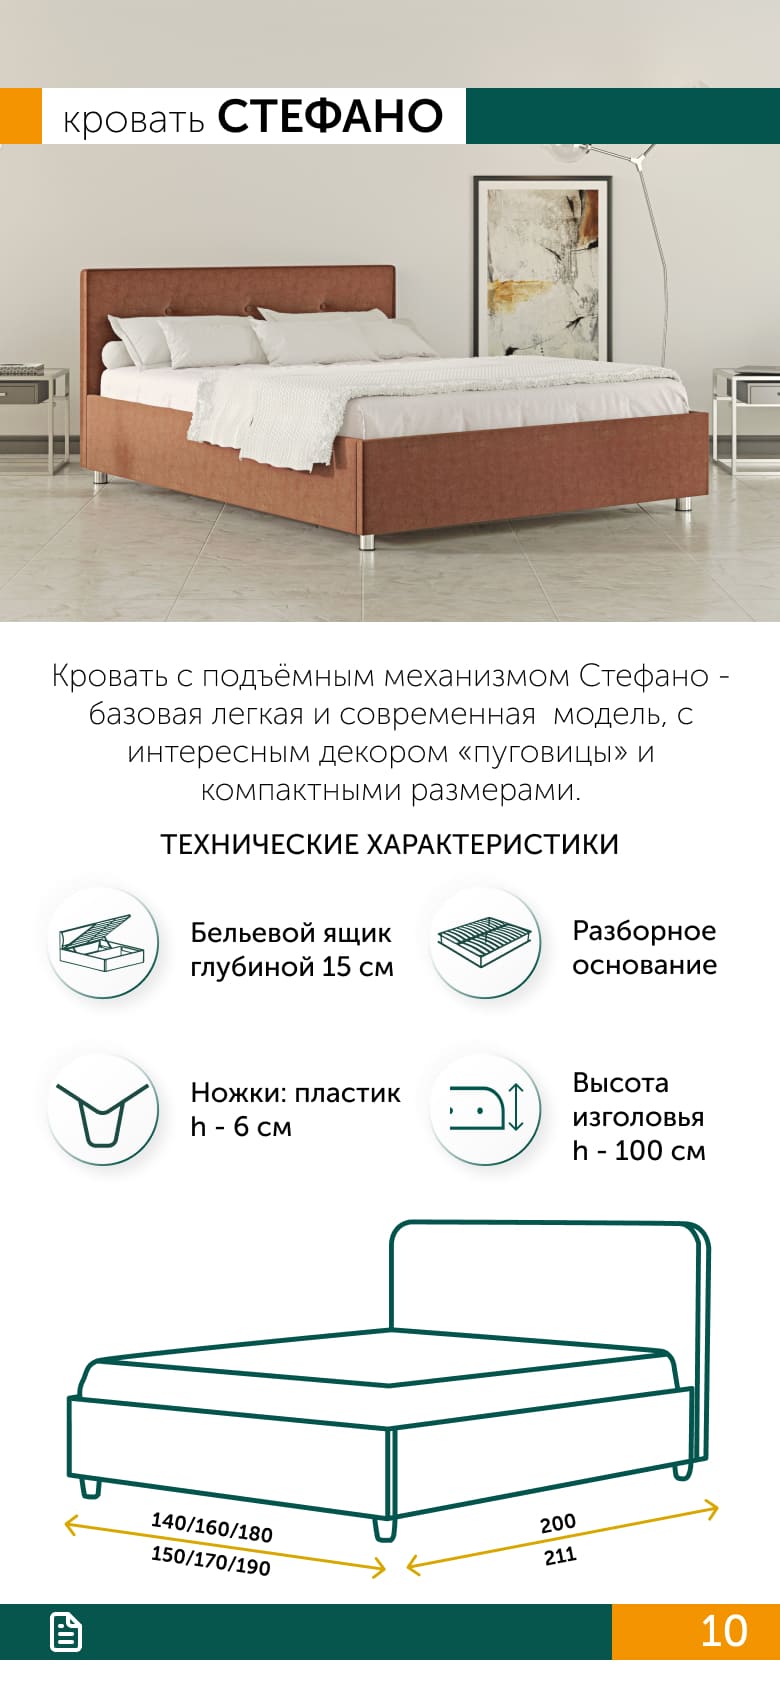 кровать СТЕФАНО
Кровать с подъёмным механизмом Стефано -
базовая легкая и современная модель, с
интересным декором «пуговицы» и
компактными размерами.
ТЕХНИЧЕСКИЕ ХАРАКТЕРИСТИКИ
Бельевой ящик
глубиной 15 см
Разборное
основание
Ножки: пластик
h - 6 см
Высота
изголовья
h - 100 см
140/160/180
150/170/190
200
211
10